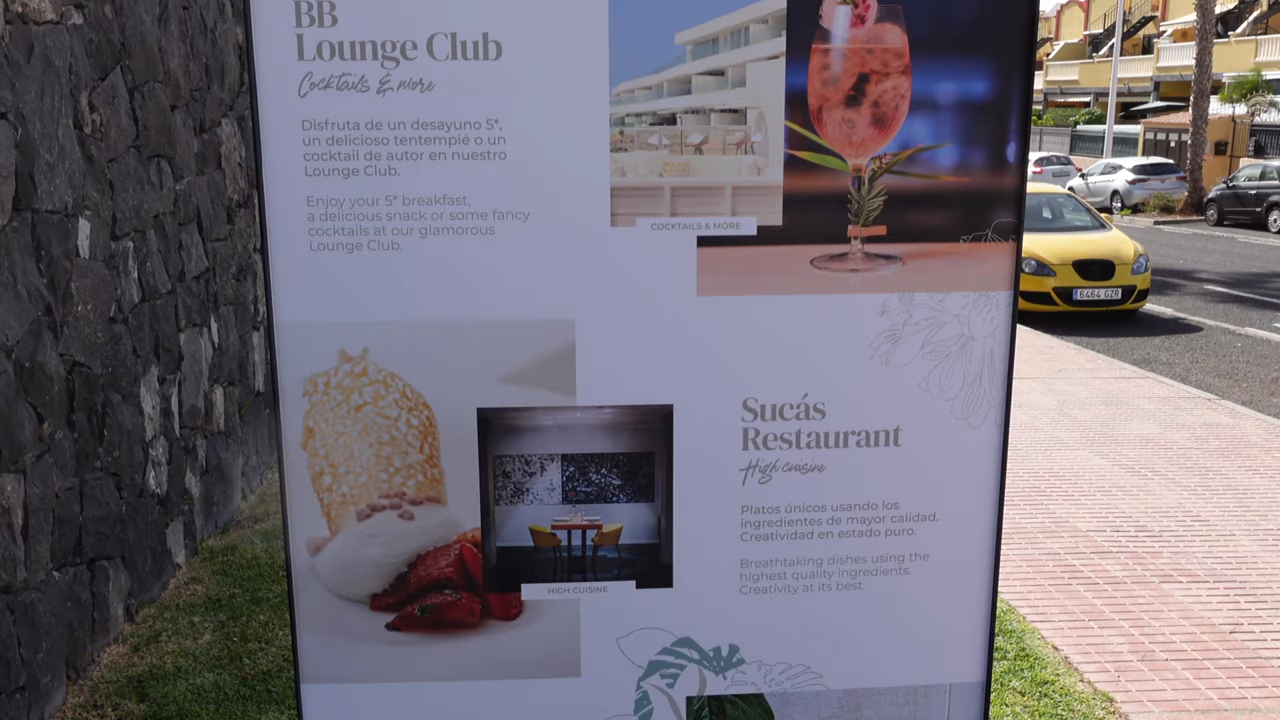 BB
Lounge Club
Cocktails & more
Disfruta de un desayuno 5*,
un delicioso tentempié o un
cocktail de autor en nuestro
Lounge Club.
Enjoy your 5* breakfast,
a delicious snack or some fancy
cocktails at our glamorous
Lounge Club.
COCKTAILS & MORE
6464 GZR
Sucás
Restaurant
High cuisine
Platos únicos usando los
ingredientes de mayor calidad.
Creatividad en estado puro.
Breathtaking dishes using the
highest quality ingredients.
Creativity at its best
HIGH CUISINE